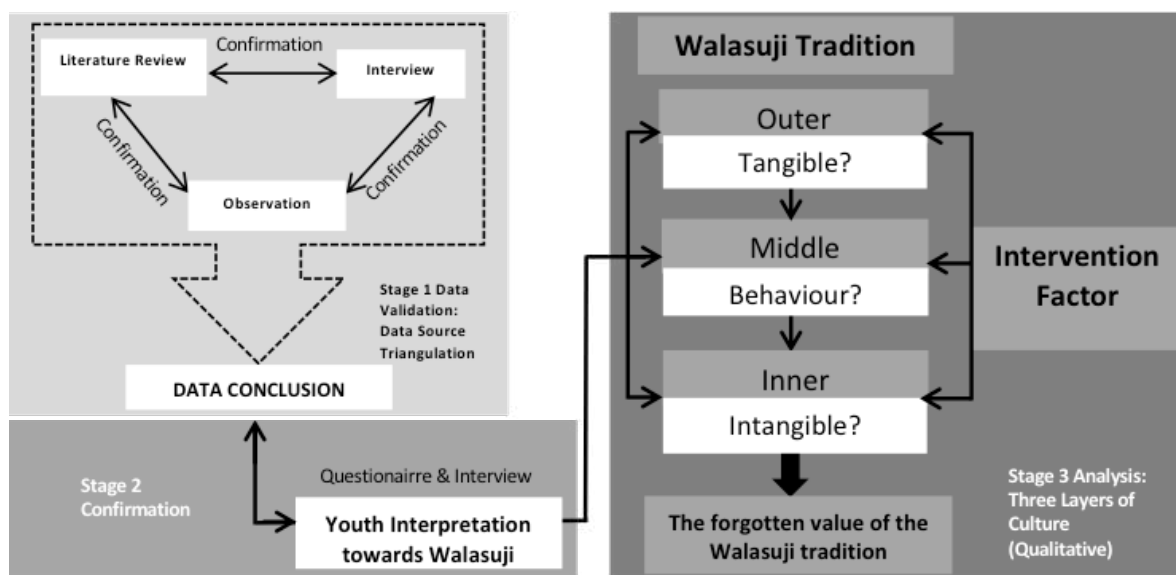 Confirmation
Literature Review
Interview
Confirmation
Confirmation
Observation
Stage 1 Data
Validation:
Data Source
Triangulation
DATA CONCLUSION
Stage 2
Confirmation
Questionairre & Interview
Youth Interpretation
towards Walasuji
Walasuji Tradition
Outer
Tangible?
Middle
Behaviour?
Inner
Intangible?
Intervention
Factor
The forgotten value of the
Walasuji tradition
Stage 3 Analysis:
Three Layers of
Culture
(Qualitative)